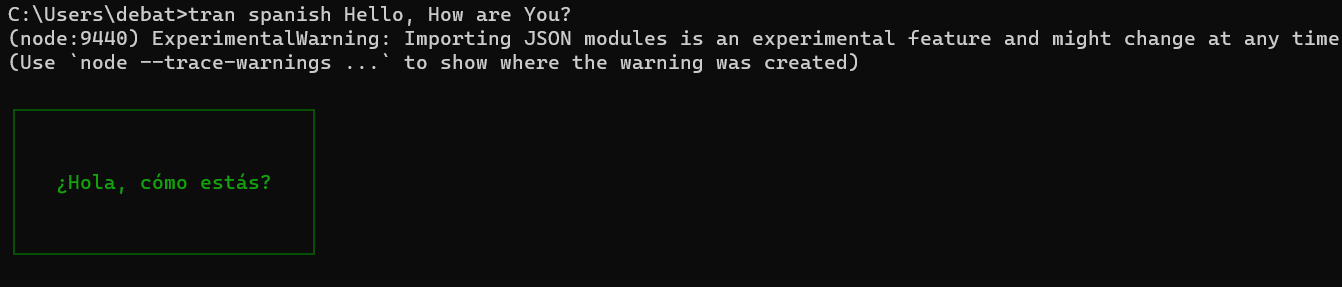 C:\Users\debat>tran spanish Hello, How are You?
(node:9440) ExperimentalWarning: Importing JSON modules is an experimental feature and might change at any time
(Use `node --trace-warnings ...` to show where the warning was created)
¿Hola, cómo estás?